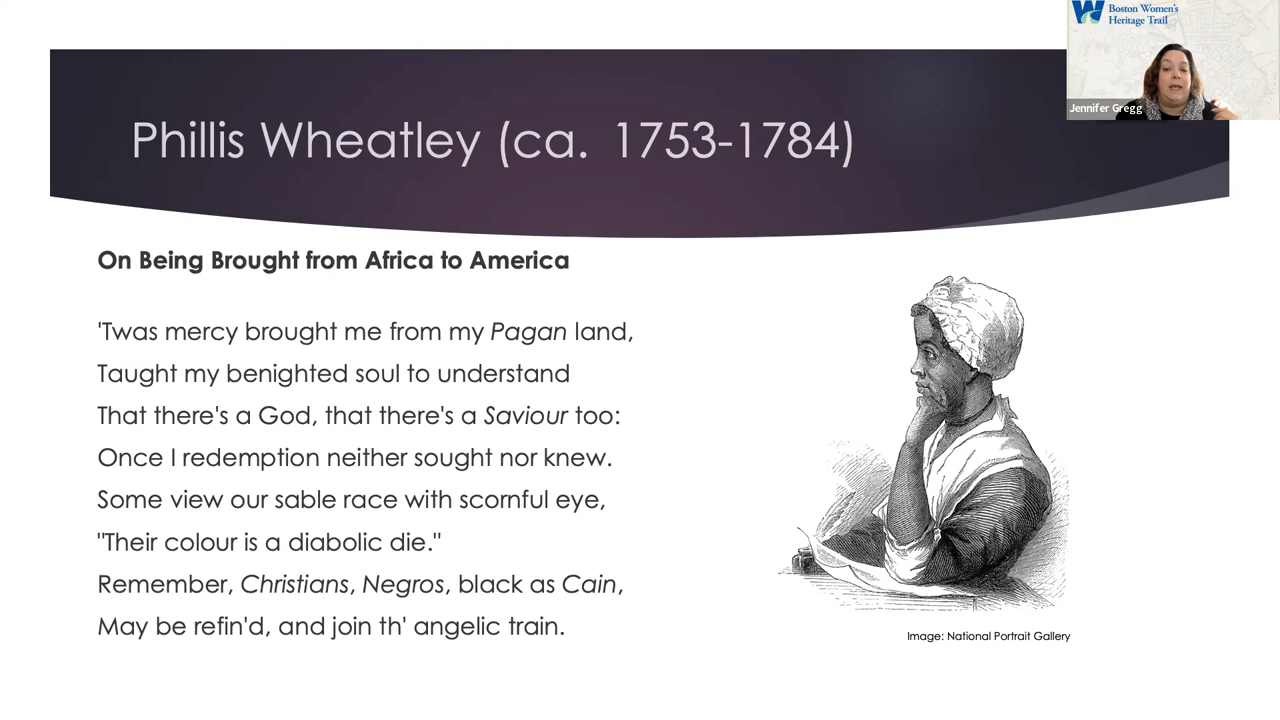 Boston Women's
Heritage Trail
Jennifer Gregg
Phillis Wheatley (ca. 1753-1784)
On Being Brought from Africa to America
'Twas mercy brought me from my Pagan land,
Taught my benighted soul to understand
That there's a God, that there's a Saviour too:
Once I redemption neither sought nor knew.
Some view our sable race with scornful eye,
"Their colour is a diabolic die."
Remember, Christians, Negros, black as Cain,
May be refin'd, and join th' angelic train.
Image: National Portrait Gallery